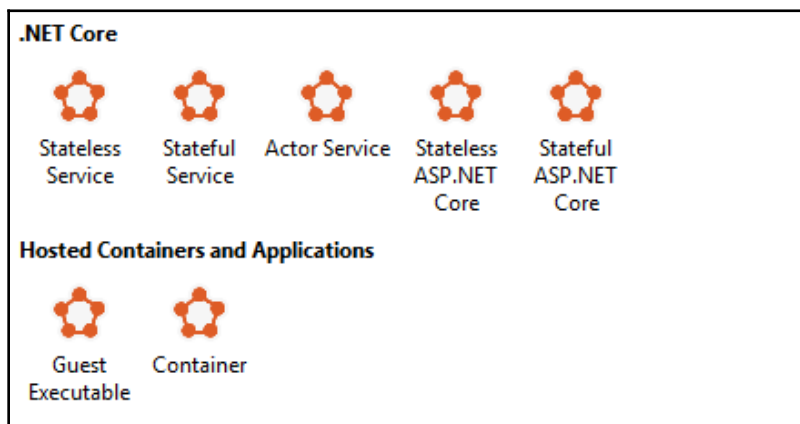 .NET Core
Stateless Stateful Actor Service Stateless Stateful
Service Service ASP.NET ASP.NET
Core Core
Hosted Containers and Applications
Guest Container
Executable